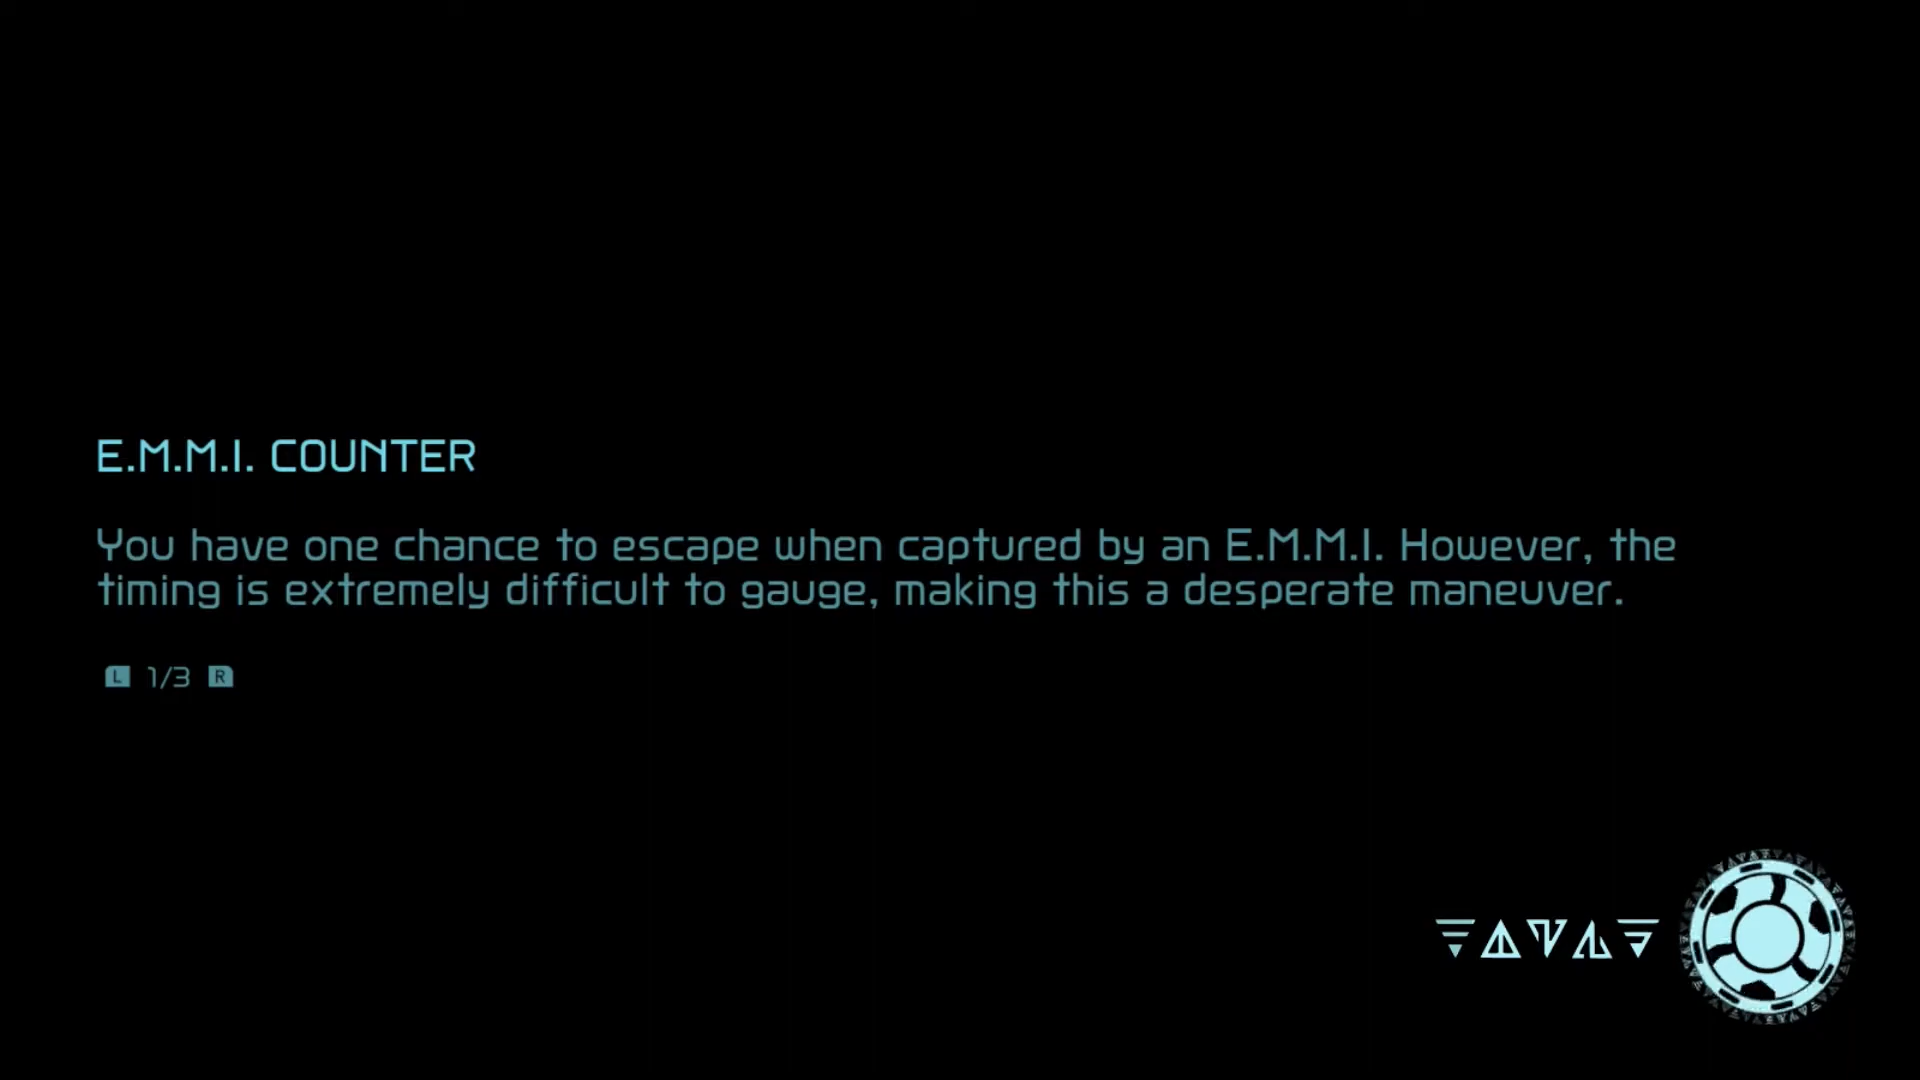 E.M.M.I. COUNTER
You have one chance to escape when captured by an E.M.M.I. However, the
timing is extremely difficult to gauge, making this a desperate maneuver.
L 1/3 R